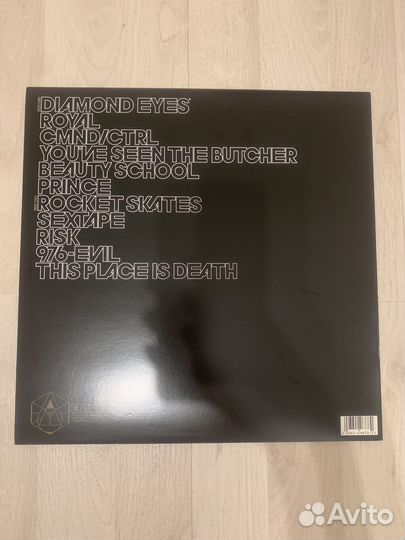 DIAMOND EYES
ROYAL
CMND/CTRL
YOU'VE SEEN THE BUTCHER
BEAUTY SCHOOL
PRINCE
ROCKET SKATES
SEXTAPE
RISK
976-EVIL
THIS PLACE IS DEATH
Avito